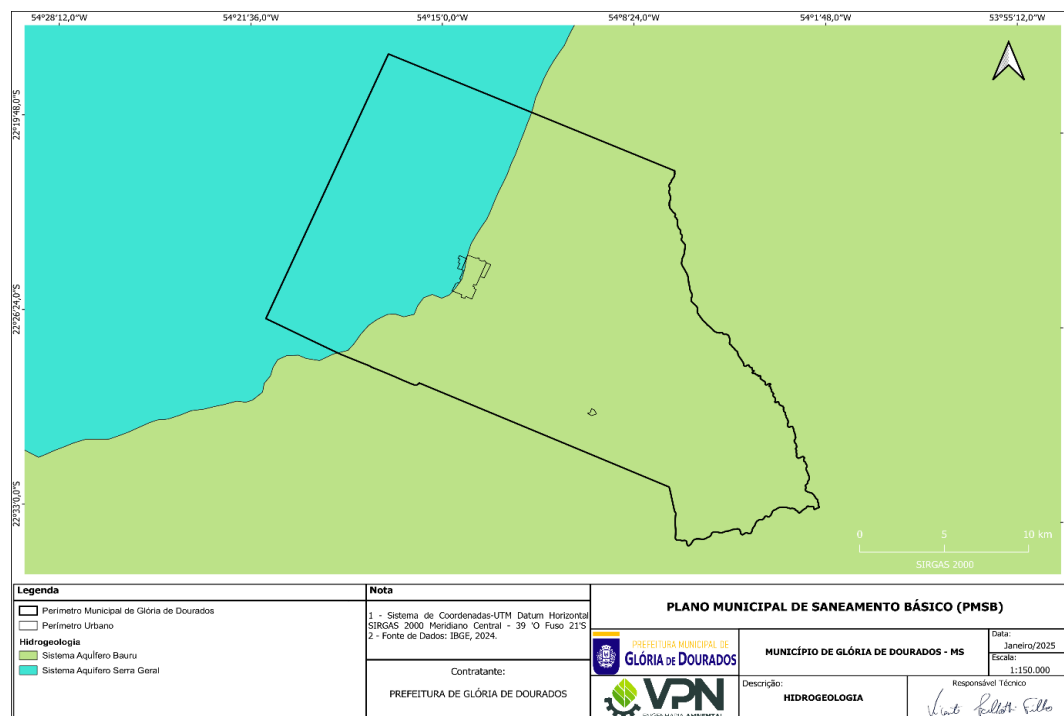 54°28'12,0"W
54°21'36,0"W
54°15'0,0"W
54°8'24,0"W
54°1'48,0"W
53°55'12,0"W
22°19'48,0"S
22°26'24,0"S
22°33'0,0"S
0 5 10 km
SIRGAS 2000
Legenda
Perímetro Municipal de Glória de Dourados
Perímetro Urbano
Hidrogeologia
Sistema Aquífero Bauru
Sistema Aquífero Serra Geral
Nota
1 - Sistema de Coordenadas-UTM Datum Horizontal
SIRGAS 2000 Meridiano Central - 39 'O Fuso 21'S
2 - Fonte de Dados: IBGE, 2024.
Contratante:
PREFEITURA DE GLÓRIA DE DOURADOS
PLANO MUNICIPAL DE SANEAMENTO BÁSICO (PMSB)
PREFEITURA MUNICIPAL DE
GLÓRIA DE DOURADOS
MUNICÍPIO DE GLÓRIA DE DOURADOS - MS
Data:
Janeiro/2025
Escala:
1:150.000
VPN
ENGENHARIA AMBIENTAL
Descrição:
HIDROGEOLOGIA
Responsável Técnico